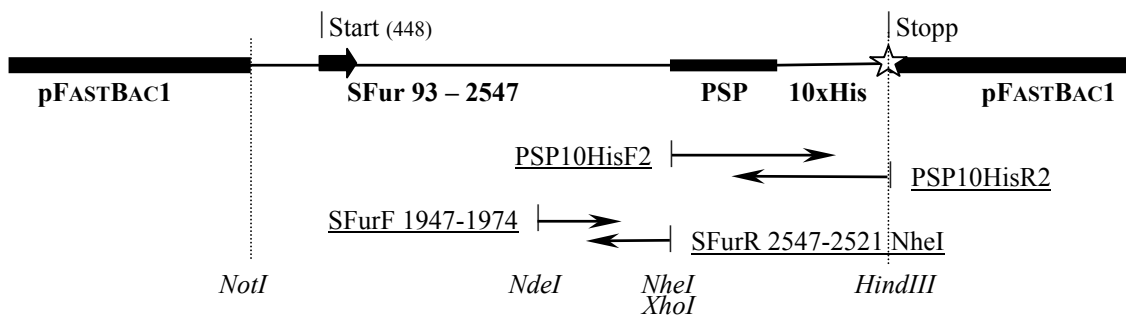 Start (448)
Stopp
pFASTBAC1
SFur 93 – 2547
PSP
10xHis
pFASTBAC1
PSP10HisF2
PSP10HisR2
SFurF 1947-1974
SFurR 2547-2521 NheI
NotI
NdeI
NheI
XhoI
HindIII